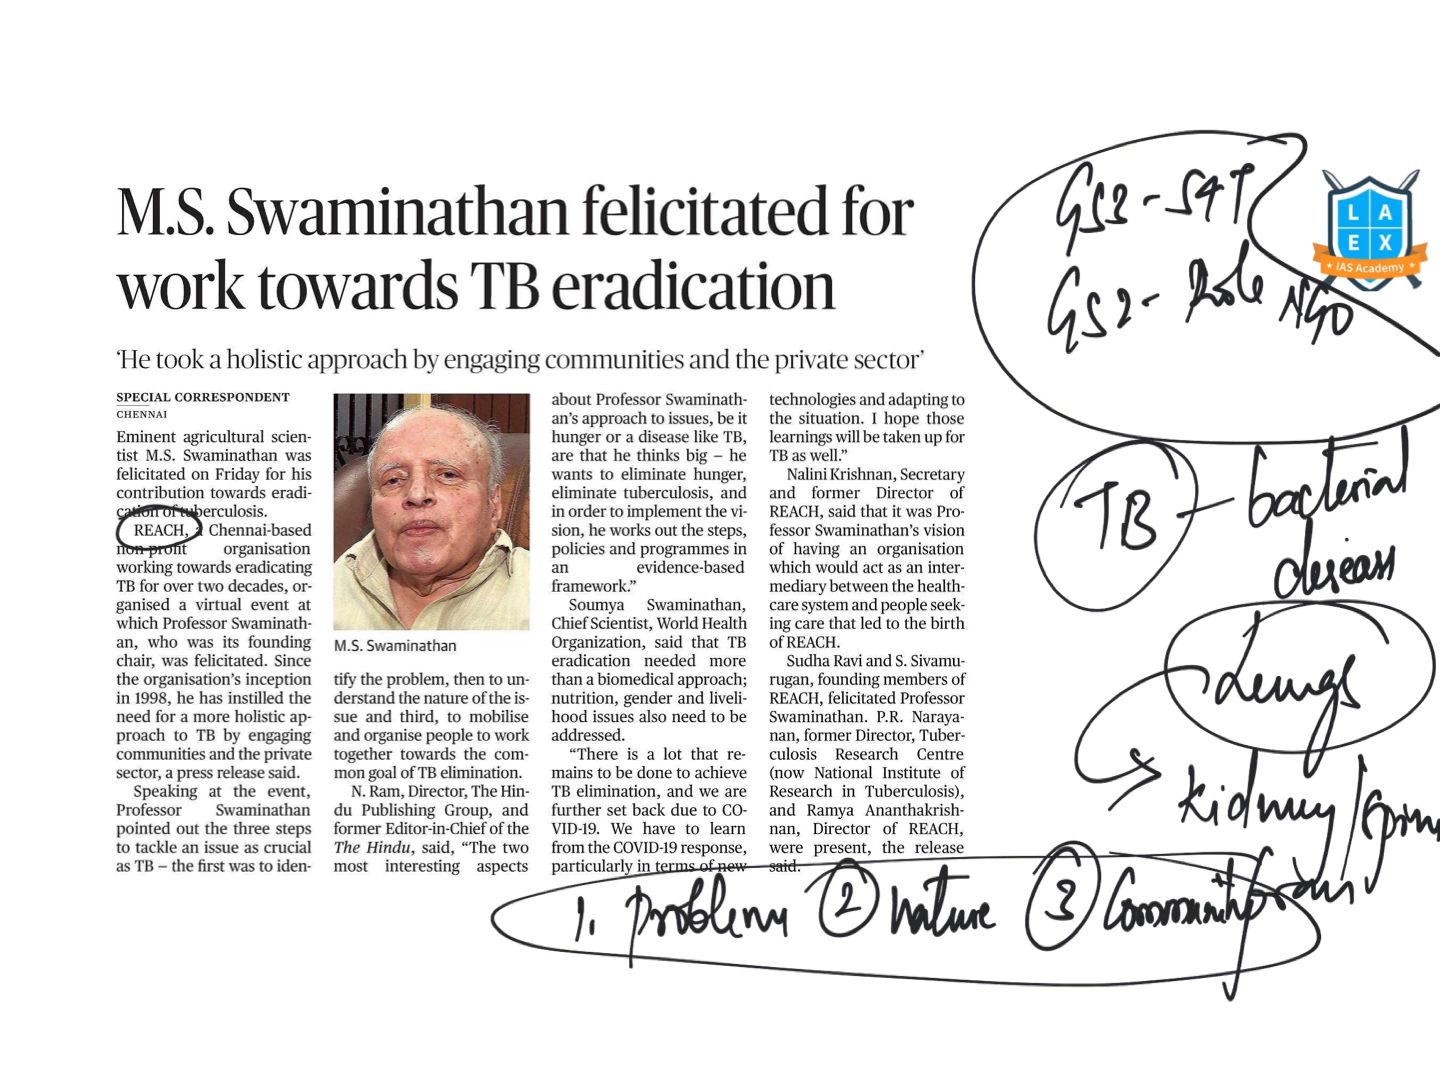 M.S. Swaminathan felicitated for
work towards TB eradication
‘He took a holistic approach by engaging communities and the private sector’
SPECIAL CORRESPONDENT
CHENNAI
Eminent agricultural scien-
tist M.S. Swaminathan was
felicitated on Friday for his
contribution towards eradi-
cation of tuberculosis.
REACH, a Chennai-based
non-profit organisation
working towards eradicating
TB for over two decades, or-
ganised a virtual event at
which Professor Swaminath-
an, who was its founding
chair, was felicitated. Since
the organisation's inception
in 1998, he has instilled the
need for a more holistic ap-
proach to TB by engaging
communities and the private
sector, a press release said.
Speaking at the event,
Professor Swaminathan
pointed out the three steps
to tackle an issue as crucial
as TB – the first was to iden-
M.S. Swaminathan
tify the problem, then to un-
derstand the nature of the is-
sue and third, to mobilise
and organise people to work
together towards the com-
mon goal of TB elimination.
N. Ram, Director, The Hin-
du Publishing Group, and
former Editor-in-Chief of the
The Hindu, said, “The two
most interesting aspects
about Professor Swaminath-
an's approach to issues, be it
hunger or a disease like TB,
are that he thinks big – he
wants to eliminate hunger,
eliminate tuberculosis, and
in order to implement the vi-
sion, he works out the steps,
policies and programmes in
an evidence-based
framework.”
Soumya Swaminathan,
Chief Scientist, World Health
Organization, said that TB
eradication needed more
than a biomedical approach;
nutrition, gender and liveli-
hood issues also need to be
addressed.
“There is a lot that re-
mains to be done to achieve
TB elimination, and we are
further set back due to CO-
VID-19. We have to learn
from the COVID-19 response,
particularly in terms of new
technologies and adapting to
the situation. I hope those
learnings will be taken up for
TB as well.”
Nalini Krishnan, Secretary
and former Director of
REACH, said that it was Pro-
fessor Swaminathan's vision
of having an organisation
which would act as an inter-
mediary between the health-
care system and people seek-
ing care that led to the birth
of REACH.
Sudha Ravi and S. Sivamu-
rugan, founding members of
REACH, felicitated Professor
Swaminathan. P.R. Naraya-
nan, former Director, Tuber-
culosis Research Centre
(now National Institute of
Research in Tuberculosis),
and Ramya Ananthakrish-
nan, Director of REACH,
were present, the release
said.
GS3 - S&T
GS2 - Role NGO
L A
E X
IAS Academy
TB - bacterial
disease
Lungs
Kidney/
1. Problem 2 Nature 3 Community